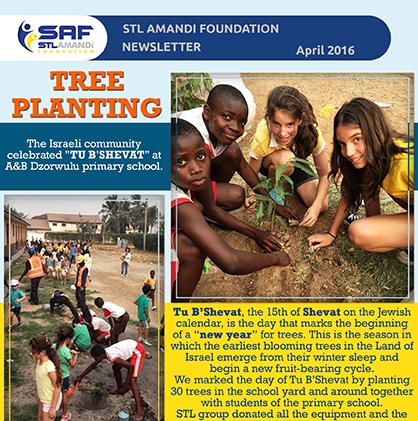 SAF
STL AMANDI
FOUNDATION
STL AMANDI FOUNDATION
NEWSLETTER
April 2016
TREE
PLANTING
The Israeli community
celebrated "TU B'SHEVAT" at
A&B Dzorwulu primary school.
Tu B'Shevat, the 15th of Shevat on the Jewish
calendar, is the day that marks the beginning
of a "new year" for trees. This is the season in
which the earliest blooming trees in the Land of
Israel emerge from their winter sleep and
begin a new fruit-bearing cycle.
We marked the day of Tu B'Shevat by planting
30 trees in the school yard and around together
with students of the primary school.
STL group donated all the equipment and the
SAF
STL AMANDI
FOUNDATION